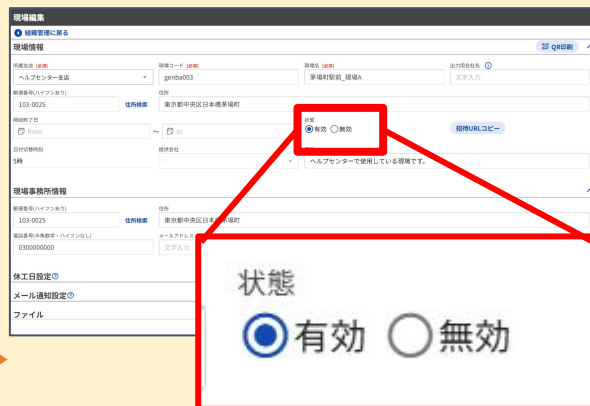 現場編集
組織管理に戻る
現場情報
QR印刷
所属支店 [必須] 現場コード [必須] 現場名 [必須] 出力用会社名
ヘルプセンター支店 genba003 茅場町駅前_現場A 文字入力
郵便番号(ハイフンあり) 住所
103-0025 住所検索 東京都中央区日本橋茅場町
開始終了日 状態
from ~ to 有効 無効 招待URLコピー
日付切替時刻 提供会社
5時 - ヘルプセンターで使用している現場です。
現場事務所情報
郵便番号(ハイフンあり) 住所
103-0025 住所検索 東京都中央区日本橋茅場町
電話番号(半角数字・ハイフンなし) メールアドレス
0300000000 文字入力
休工日設定
メール通知設定
ファイル
状態
有効 無効